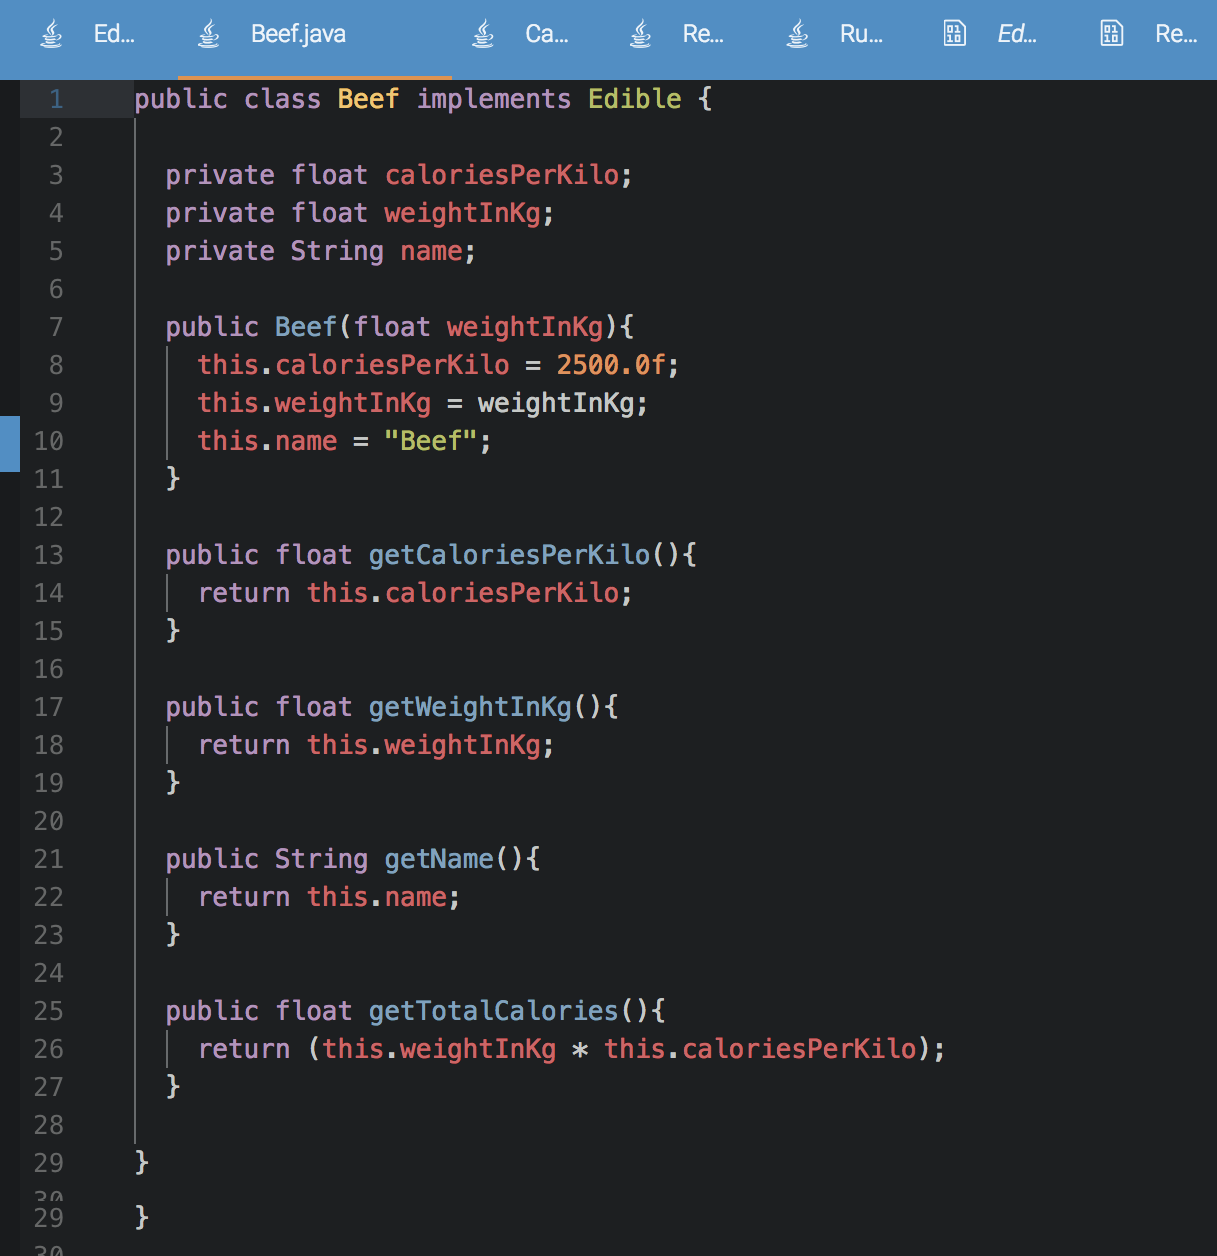 Ed... Beef.java Ca... Re... Ru... Ed... Re...
1 public class Beef implements Edible {
2
3 private float caloriesPerKilo;
4 private float weightInKg;
5 private String name;
6
7 public Beef(float weightInKg){
8 this.caloriesPerKilo = 2500.0f;
9 this.weightInKg = weightInKg;
10 this.name = "Beef";
11 }
12
13 public float getCaloriesPerKilo(){
14 return this.caloriesPerKilo;
15 }
16
17 public float getWeightInKg(){
18 return this.weightInKg;
19 }
20
21 public String getName(){
22 return this.name;
23 }
24
25 public float getTotalCalories(){
26 return (this.weightInKg * this.caloriesPerKilo);
27 }
28
29 }
30
29 }
30